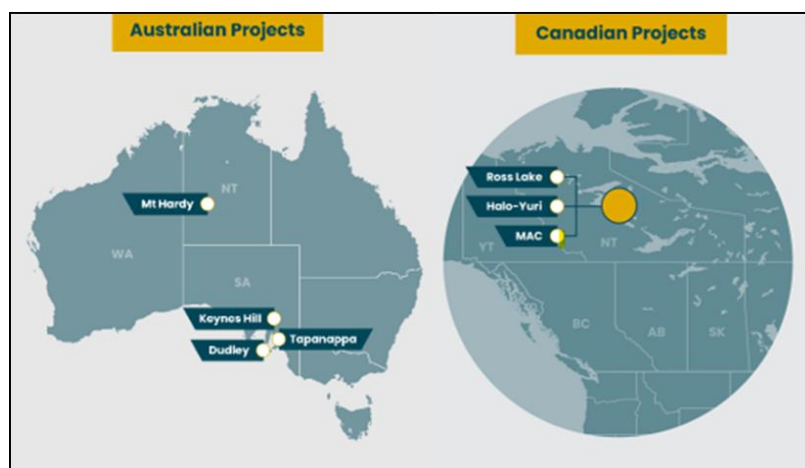 Australian Projects
NT
Mt Hardy
WA
SA
Keynes Hill
Tapanappa
Dudley
Canadian Projects
Ross Lake
Halo-Yuri
MAC
YT
NT
BC
AB
SK